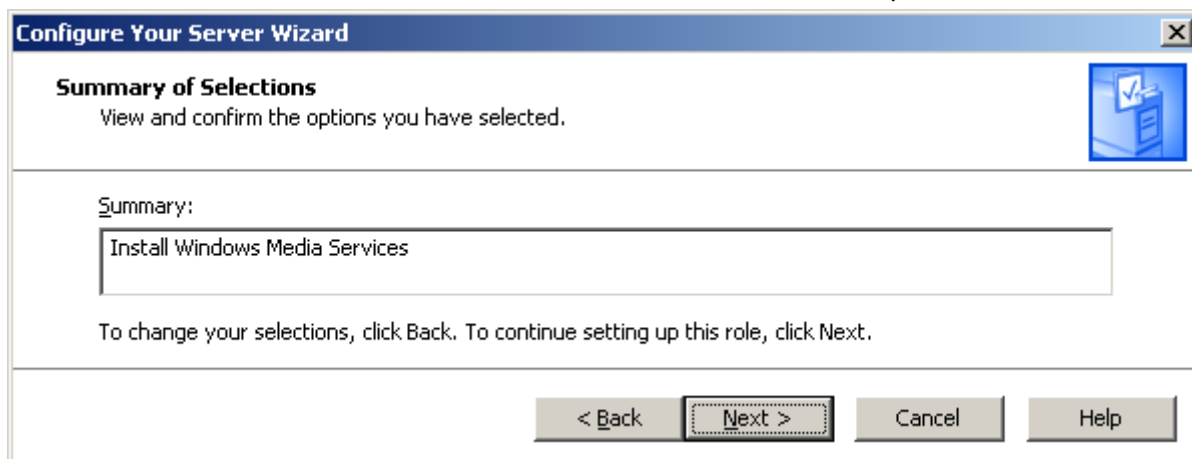 Configure Your Server Wizard
Summary of Selections
View and confirm the options you have selected.
Summary:
Install Windows Media Services
To change your selections, click Back. To continue setting up this role, click Next.
< Back Next > Cancel Help